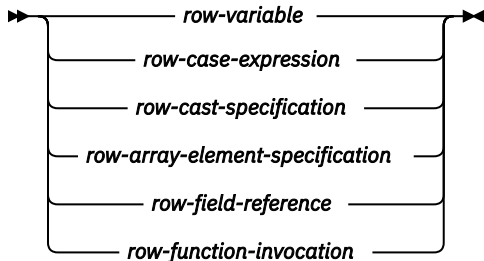 row-variable
row-case-expression
row-cast-specification
row-array-element-specification
row-field-reference
row-function-invocation